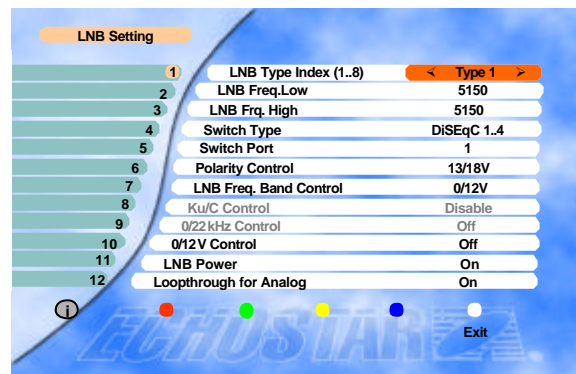 LNB Setting
1 LNB Type Index (1..8) Type 1
2 LNB Freq.Low 5150
3 LNB Frq. High 5150
4 Switch Type DiSEqC 1..4
5 Switch Port 1
6 Polarity Control 13/18V
7 LNB Freq. Band Control 0/12V
8 Ku/C Control Disable
9 0/22kHz Control Off
10 0/12V Control Off
11 LNB Power On
12 Loopthrough for Analog On
i
Exit
ECHOSTAR